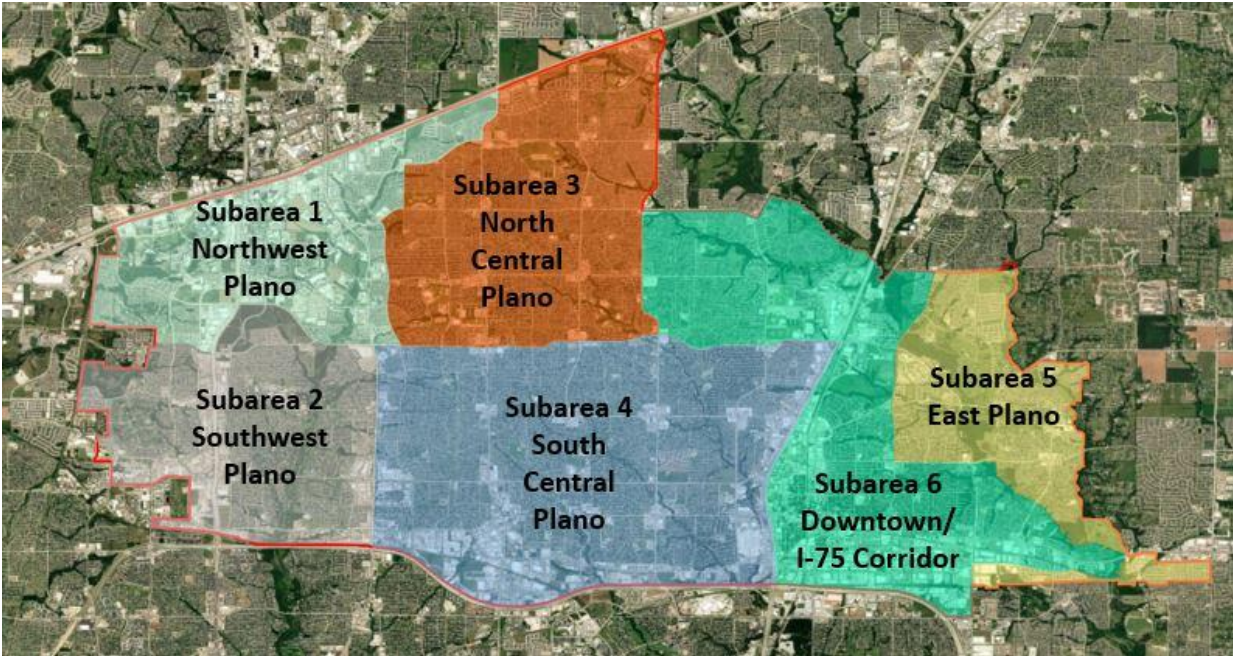 Subarea 1
Northwest
Plano
Subarea 2
Southwest
Plano
Subarea 3
North
Central
Plano
Subarea 4
South
Central
Plano
Subarea 5
East Plano
Subarea 6
Downtown/
I-75 Corridor